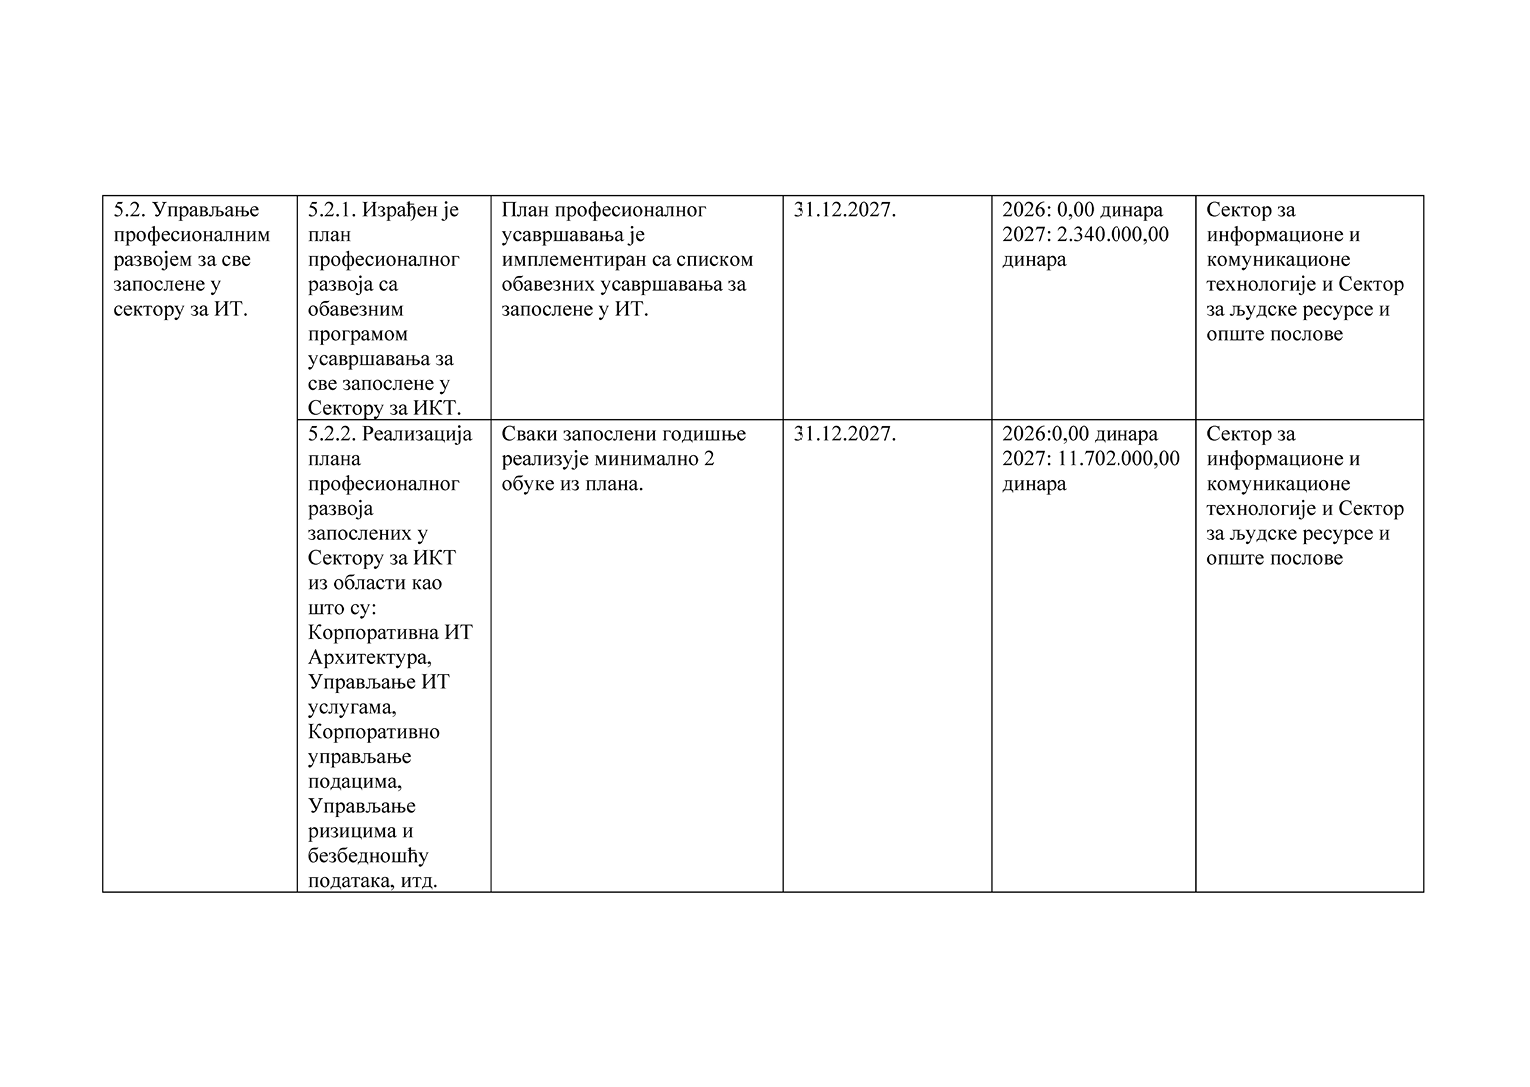 5.2. Управљање
професионалним
развојем за све
запослене у
сектору за ИТ.
5.2.1. Израђен је
план
професионалног
развоја са
обавезним
програмом
усавршавања за
све запослене у
Сектору за ИКТ.
План професионалног
усавршавања је
имплементиран са списком
обавезних усавршавања за
запослене у ИТ.
31.12.2027.
2026: 0,00 динара
2027: 2.340.000,00
динара
Сектор за
информационе и
комуникационе
технологије и Сектор
за људске ресурсе и
опште послове
5.2.2. Реализација
плана
професионалног
развоја
запослених у
Сектору за ИКТ
из области као
што су:
Корпоративна ИТ
Архитектура,
Управљање ИТ
услугама,
Корпоративно
управљање
подацима,
Управљање
ризицима и
безбедношћу
података, итд.
Сваки запослени годишње
реализује минимално 2
обуке из плана.
31.12.2027.
2026:0,00 динара
2027: 11.702.000,00
динара
Сектор за
информационе и
комуникационе
технологије и Сектор
за људске ресурсе и
опште послове